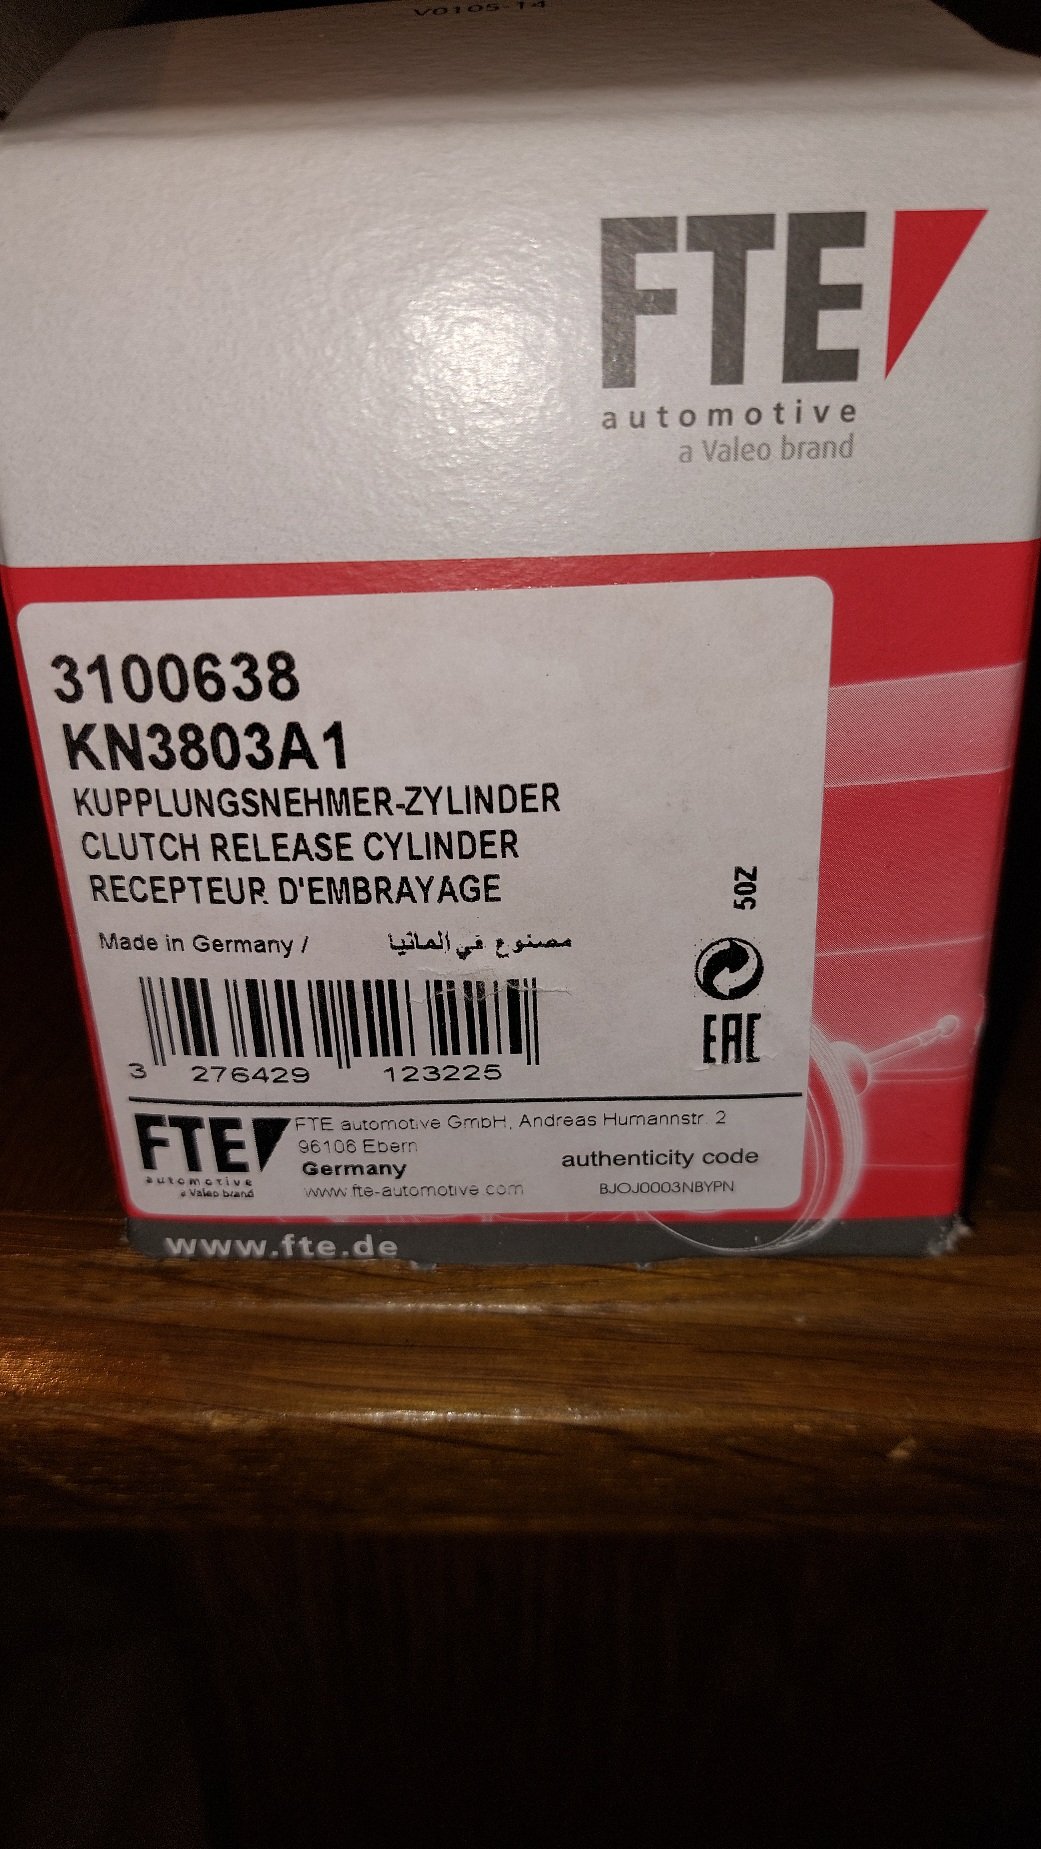 V0105-14
FTE
automotive
a Valeo brand
3100638
KN3803A1
KUPPLUNGSNEHMER-ZYLINDER
CLUTCH RELEASE CYLINDER
RECEPTEUR D'EMBRAYAGE
50Z
Made in Germany / مصنوع في المانيا
EAC
3 276429 123225
FTE
automotive
a Valeo brand
FTE automotive GmbH, Andreas Humannstr. 2
96106 Ebern
Germany
www.fte-automotive.com
authenticity code
BJOJ0003NBYPN
www.fte.de